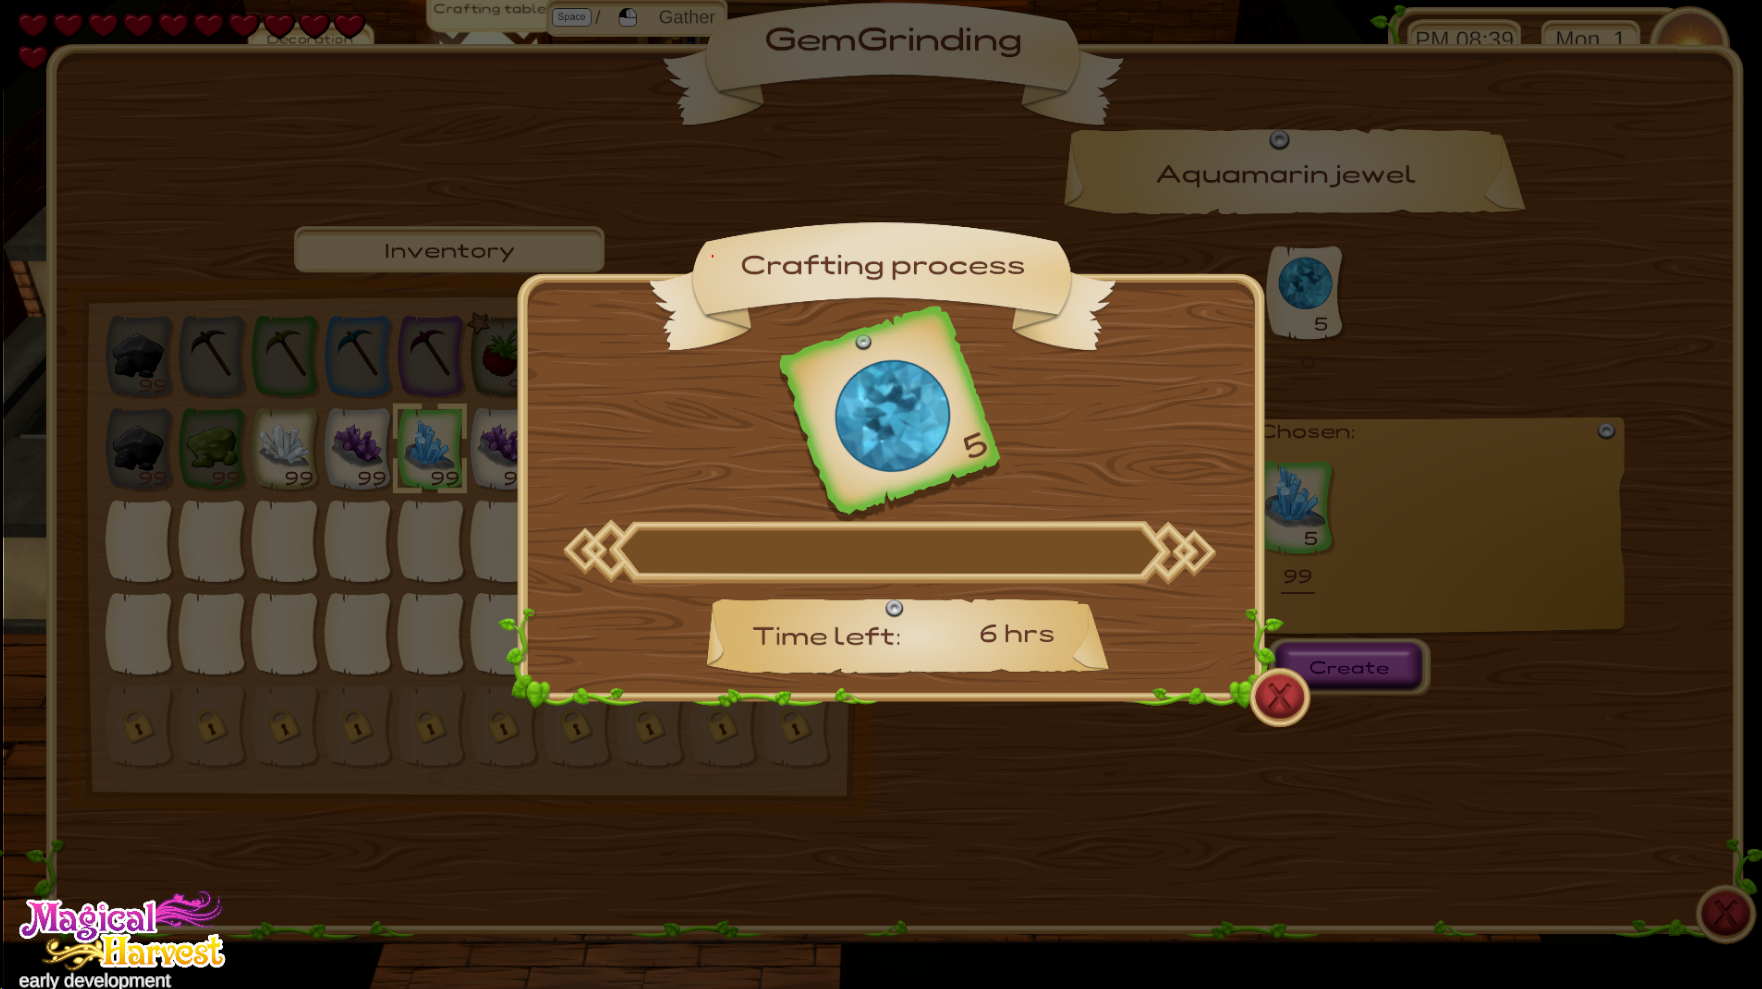 Crafting table
Space / Gather
Decoration
GemGrinding
PM 08:39
Mon. 1
Aquamarin jewel
Inventory
Crafting process
5
5
99
99
99
99
99
99
Chosen:
5
99
Time left: 6 hrs
Create
Magical
Harvest
early development